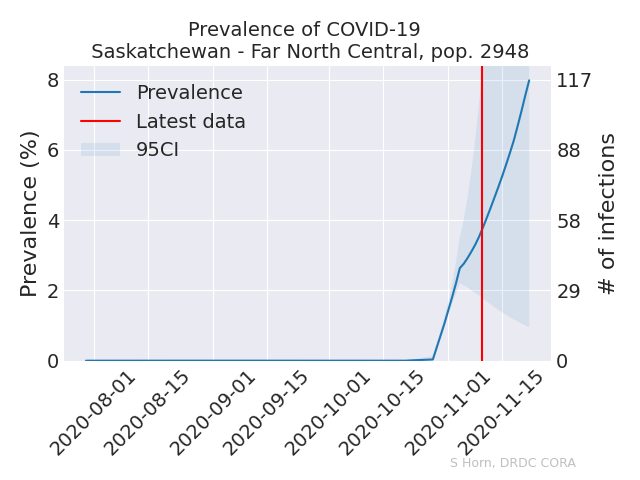 Prevalence of COVID-19
Saskatchewan - Far North Central, pop. 2948
Prevalence (%)
8
6
4
2
0
Prevalence
Latest data
95CI
117
88
58
29
0
# of infections
2020-08-01
2020-08-15
2020-09-01
2020-09-15
2020-10-01
2020-10-15
2020-11-01
2020-11-15
S Horn, DRDC CORA